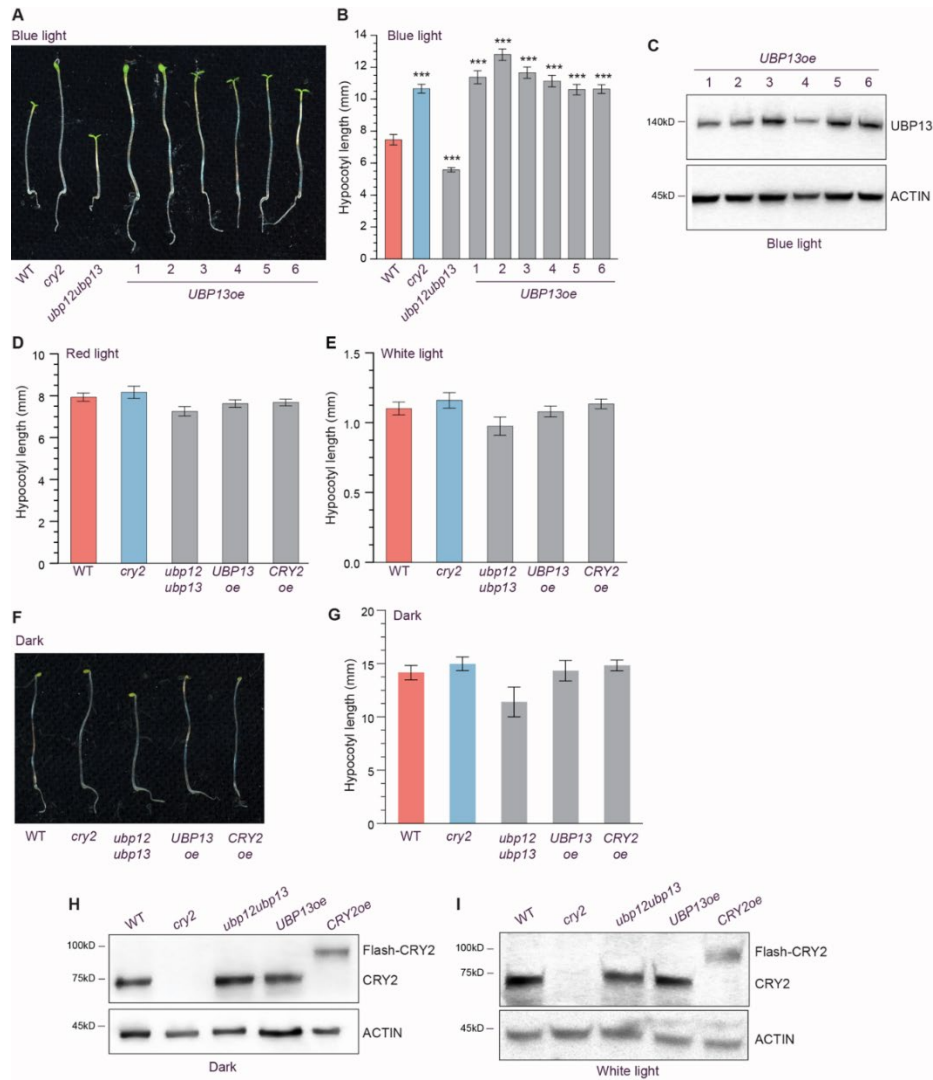 A
Blue light
WT
cry2
ubp12ubp13
1 2 3 4 5 6
UBP13oe
B
Blue light
Hypocotyl length (mm)
14
12
10
8
6
4
2
0
***
***
***
***
***
***
***
***
WT
cry2
ubp12ubp13
1 2 3 4 5 6
UBP13oe
C
UBP13oe
1 2 3 4 5 6
140kD
UBP13
45kD
ACTIN
Blue light
D
Red light
Hypocotyl length (mm)
10
8
6
4
2
0
WT cry2 ubp12 UBP13 CRY2
ubp13 oe oe
E
White light
Hypocotyl length (mm)
1.5
1.0
0.5
0.0
WT cry2 ubp12 UBP13 CRY2
ubp13 oe oe
F
Dark
WT cry2 ubp12 UBP13 CRY2
ubp13 oe oe
G
Dark
Hypocotyl length (mm)
20
15
10
5
0
WT cry2 ubp12 UBP13 CRY2
ubp13 oe oe
H
WT cry2 ubp12ubp13 UBP13oe CRY2oe
100kD
Flash-CRY2
75kD
CRY2
45kD
ACTIN
Dark
I
WT cry2 ubp12ubp13 UBP13oe CRY2oe
100kD
Flash-CRY2
75kD
CRY2
45kD
ACTIN
White light